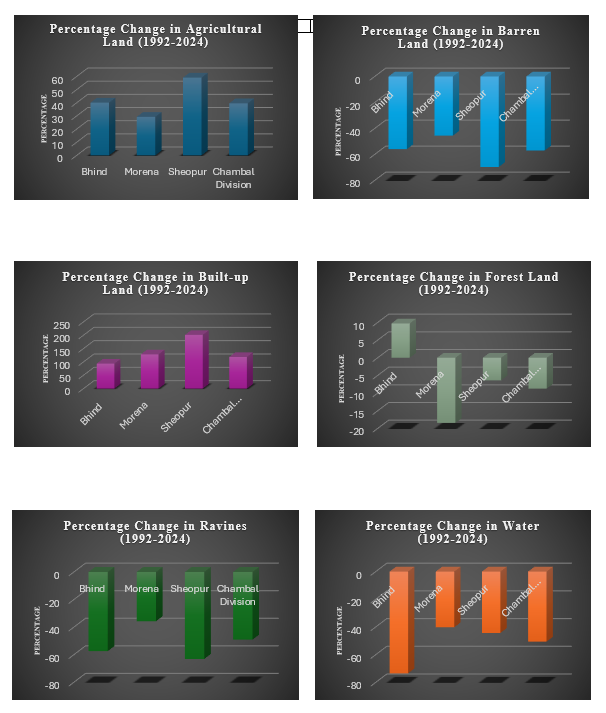 Percentage Change in Agricultural
Land (1992-2024)
PERCENTAGE
60
50
40
30
20
10
0
Bhind Morena Sheopur Chambal
Division
Percentage Change in Barren
Land (1992-2024)
PERCENTAGE
0
-20
-40
-60
-80
Bhind Morena Sheopur Chambal...
Percentage Change in Built-up
Land (1992-2024)
PERCENTAGE
250
200
150
100
50
0
Bhind Morena Sheopur Chambal...
Percentage Change in Forest Land
(1992-2024)
PERCENTAGE
10
5
0
-5
-10
-15
-20
Bhind Morena Sheopur Chambal...
Percentage Change in Ravines
(1992-2024)
PERCENTAGE
0
-20
-40
-60
-80
Bhind Morena Sheopur Chambal
Division
Percentage Change in Water
(1992-2024)
PERCENTAGE
0
-20
-40
-60
-80
Bhind Morena Sheopur Chambal...